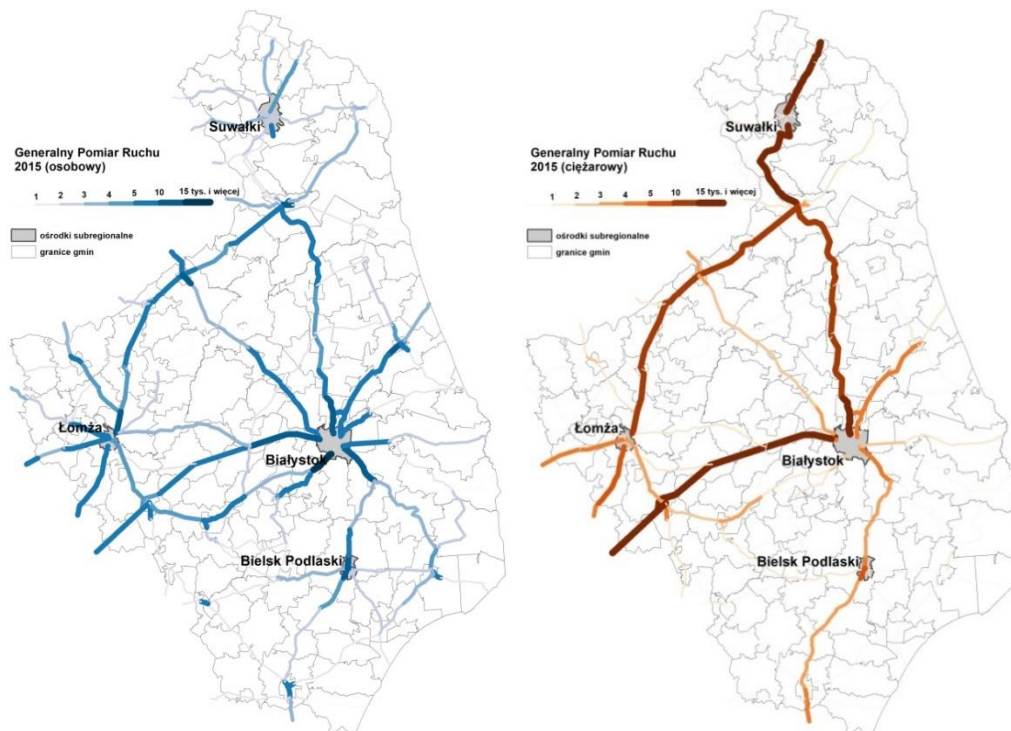 Suwałki
Generalny Pomiar Ruchu
2015 (osobowy)
1 2 3 4 5 10 15 tys. i więcej
ośrodki subregionalne
granice gmin
Łomża
Białystok
Bielsk Podlaski
Suwałki
Generalny Pomiar Ruchu
2015 (ciężarowy)
1 2 3 4 5 10 15 tys. i więcej
ośrodki subregionalne
granice gmin
Łomża
Białystok
Bielsk Podlaski